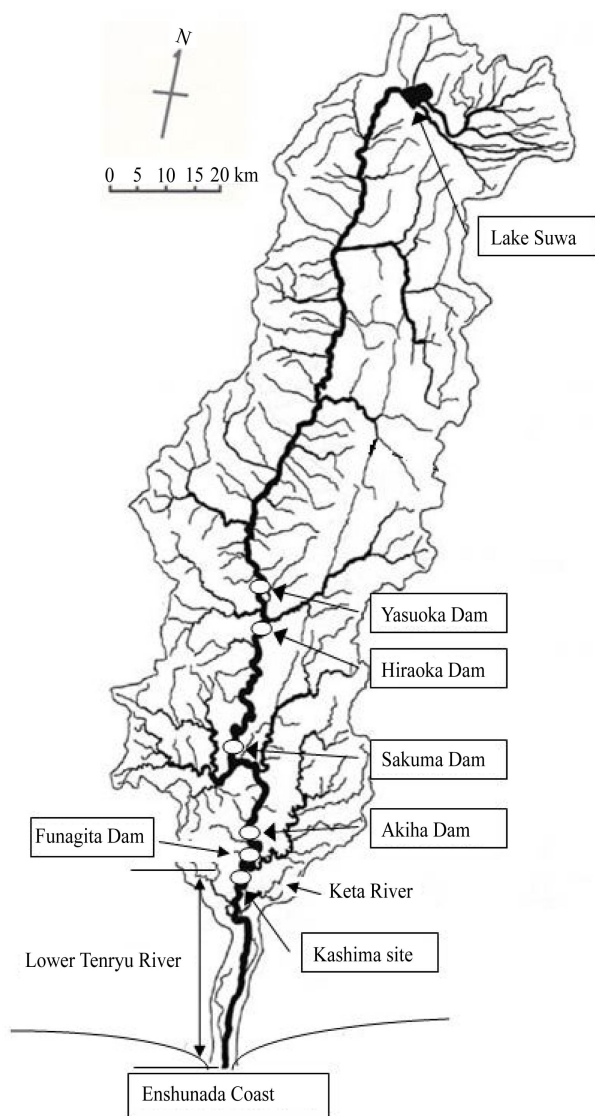 N
0 5 10 15 20 km
Lake Suwa
Yasuoka Dam
Hiraoka Dam
Sakuma Dam
Akiha Dam
Funagita Dam
Keta River
Kashima site
Lower Tenryu River
Enshunada Coast